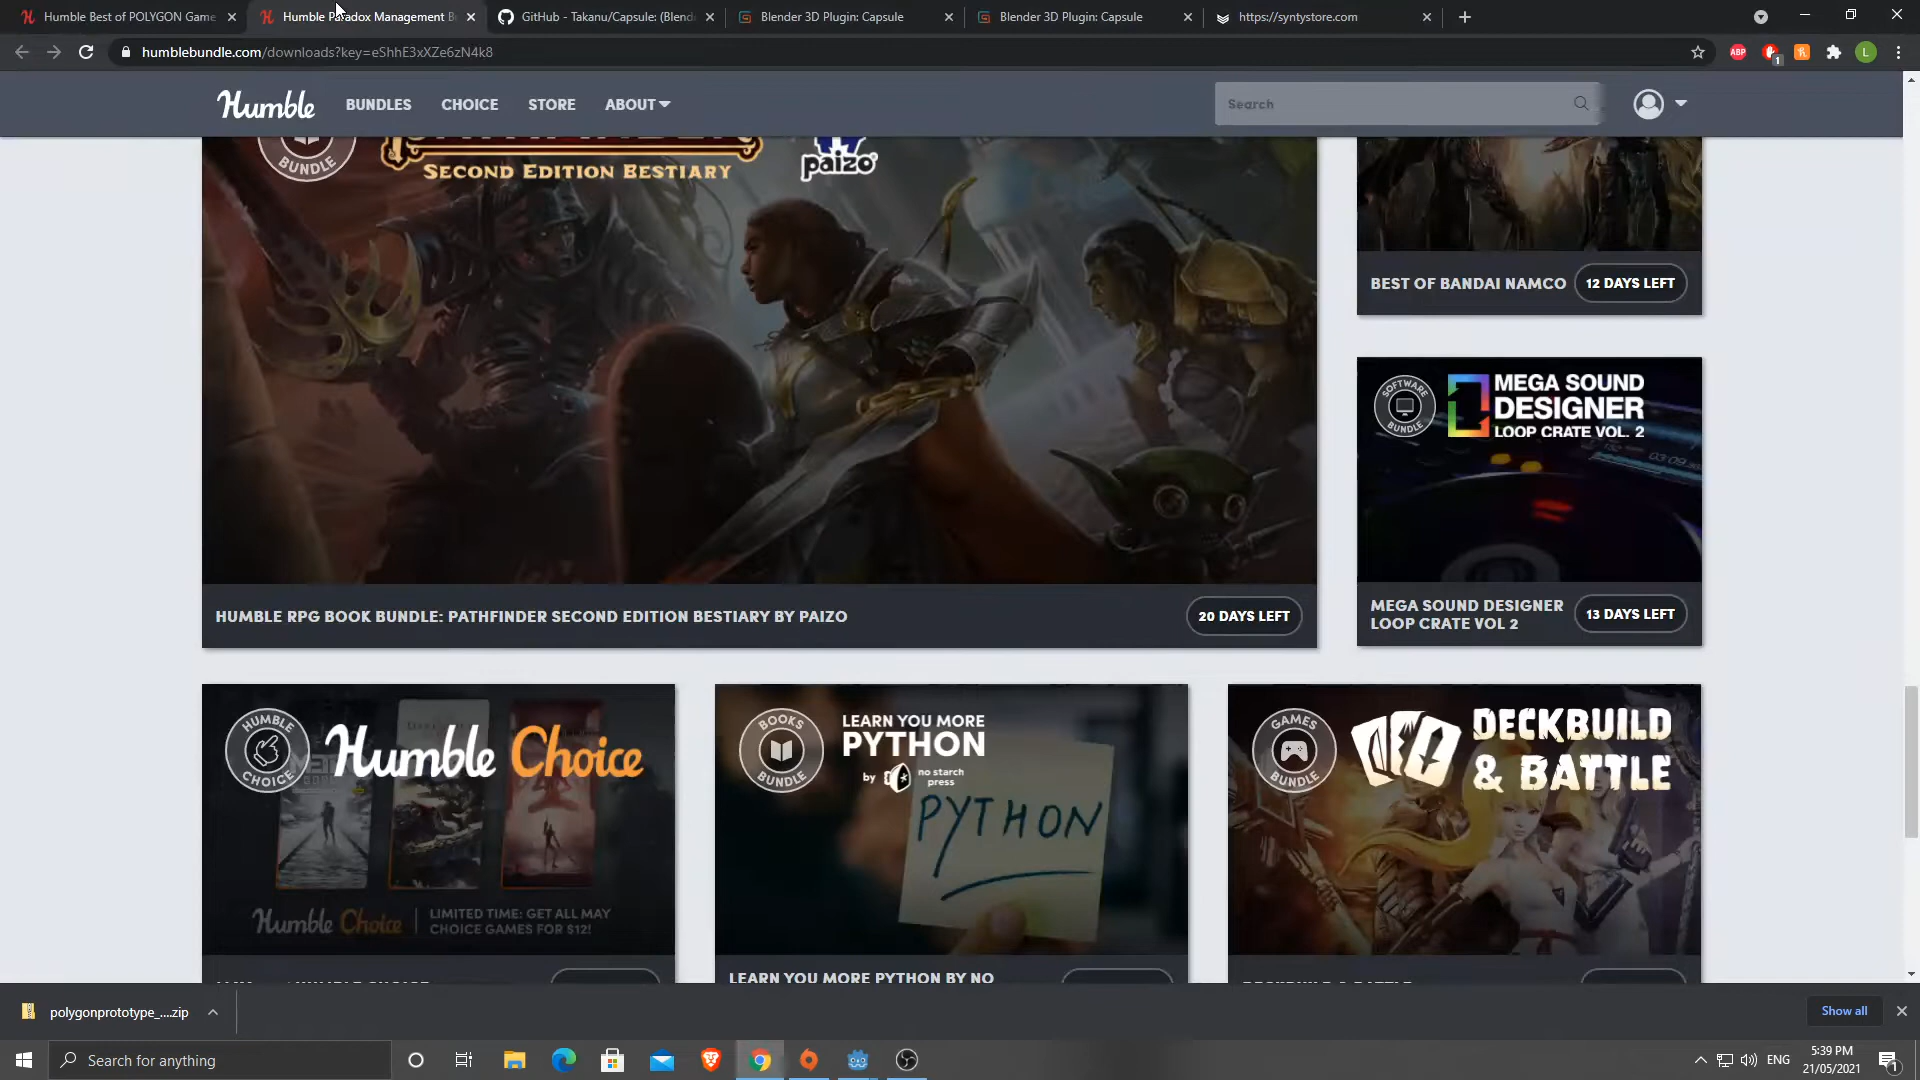 Humble Best of POLYGON Game
Humble Paradox Management B
GitHub - Takanu/Capsule: (Blend
Blender 3D Plugin: Capsule
Blender 3D Plugin: Capsule
https://syntystore.com
humblebundle.com/downloads?key=eShhE3xXZe6zN4k8
ABP
1
L
Humble
BUNDLES
CHOICE
STORE
ABOUT
Search
BUNDLE
SECOND EDITION BESTIARY
paizo
HUMBLE RPG BOOK BUNDLE: PATHFINDER SECOND EDITION BESTIARY BY PAIZO
20 DAYS LEFT
BEST OF BANDAI NAMCO
12 DAYS LEFT
SOFTWARE BUNDLE
MEGA SOUND
DESIGNER
LOOP CRATE VOL. 2
03:09
MEGA SOUND DESIGNER
LOOP CRATE VOL 2
13 DAYS LEFT
HUMBLE CHOICE
Humble Choice
Humble Choice
LIMITED TIME: GET ALL MAY
CHOICE GAMES FOR $12!
BOOKS BUNDLE
LEARN YOU MORE
PYTHON
by no starch
press
PYTHON
LEARN YOU MORE PYTHON BY NO
GAMES BUNDLE
DECKBUILD
& BATTLE
polygonprototype_....zip
Show all
Search for anything
ENG
5:39 PM
21/05/2021
1